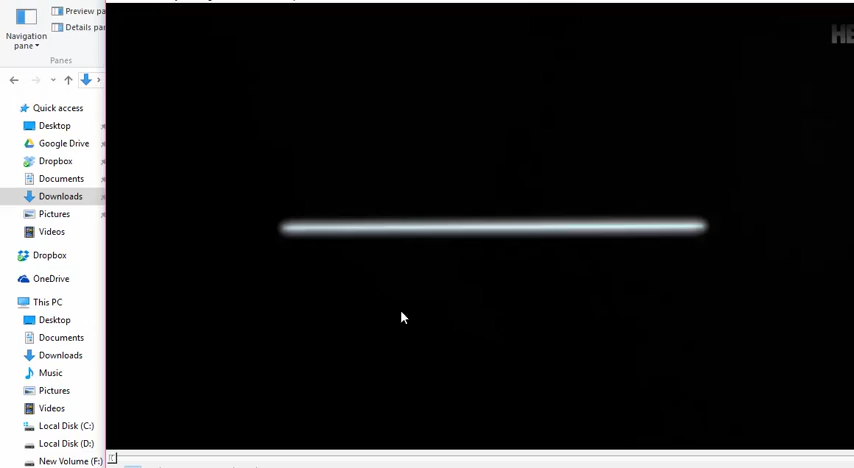 Preview pa
Details par
Navigation
pane
Panes
Quick access
Desktop
Google Drive
Dropbox
Documents
Downloads
Pictures
Videos
Dropbox
OneDrive
This PC
Desktop
Documents
Downloads
Music
Pictures
Videos
Local Disk (C:)
Local Disk (D:)
New Volume (F:)